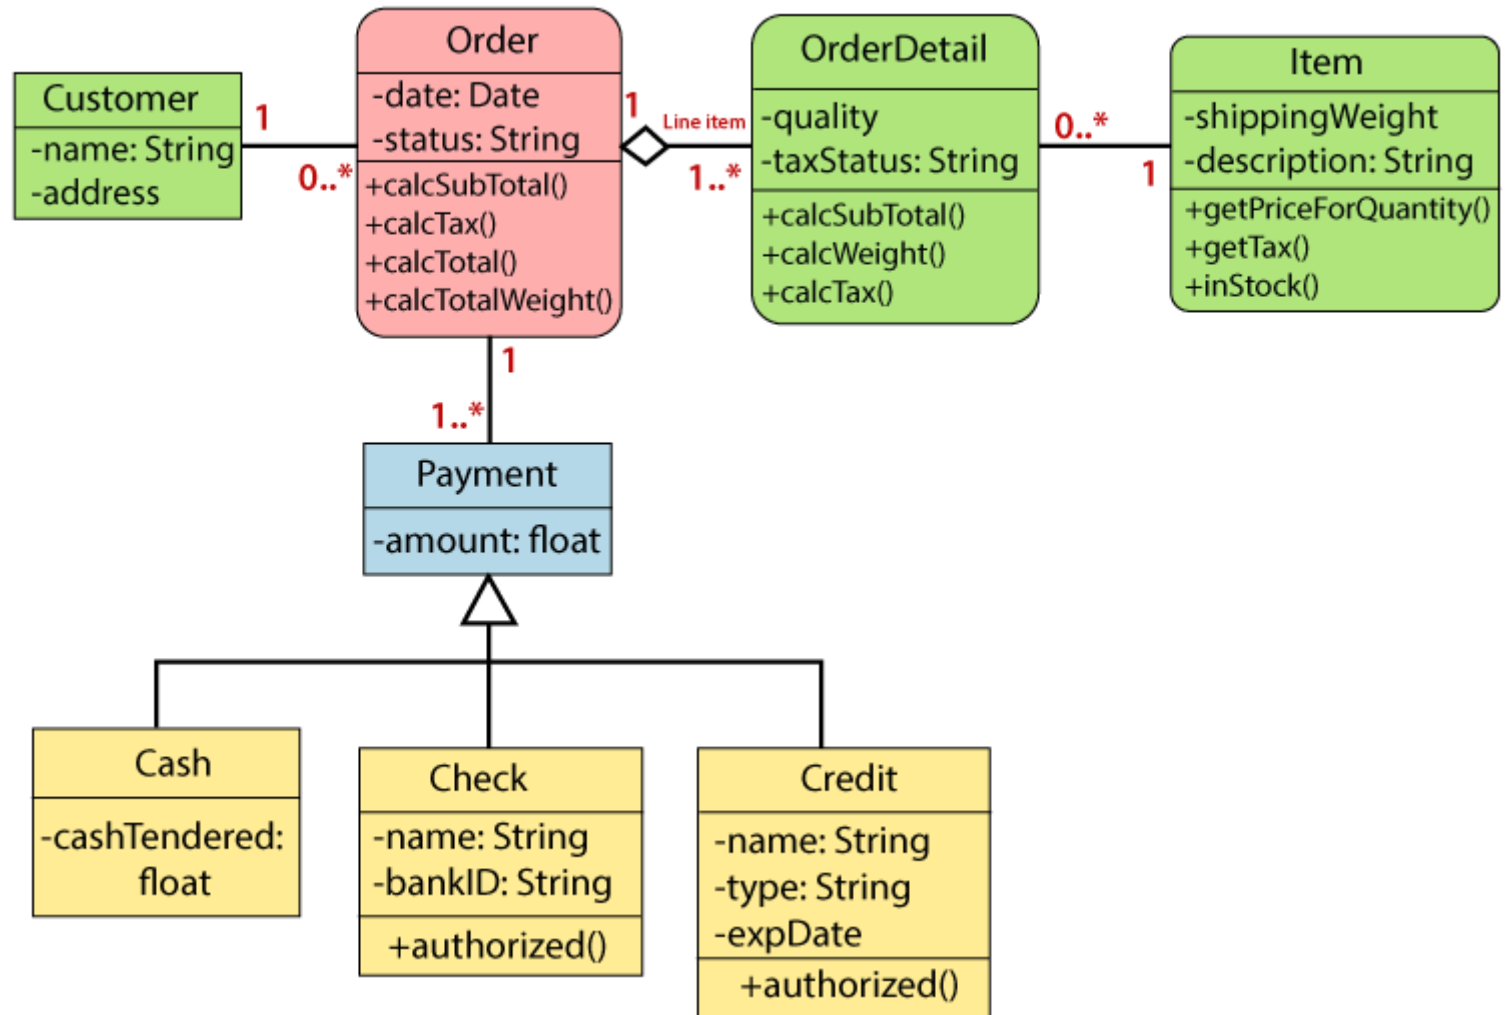 Customer
-name: String
-address
1
0..*
Order
-date: Date
-status: String
+calcSubTotal()
+calcTax()
+calcTotal()
+calcTotalWeight()
1
Line item
1..*
OrderDetail
-quality
-taxStatus: String
+calcSubTotal()
+calcWeight()
+calcTax()
0..*
1
Item
-shippingWeight
-description: String
+getPriceForQuantity()
+getTax()
+inStock()
1
1..*
Payment
-amount: float
Cash
-cashTendered:
float
Check
-name: String
-bankID: String
+authorized()
Credit
-name: String
-type: String
-expDate
+authorized()